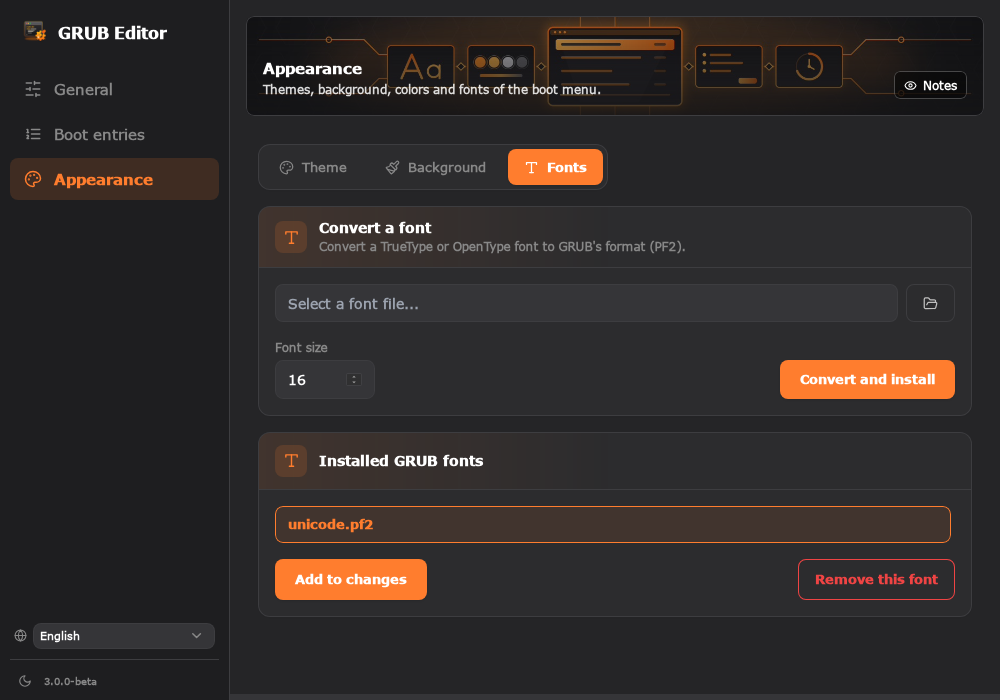 GRUB Editor
General
Boot entries
Appearance
English
3.0.0-beta
Aa
Appearance
Themes, background, colors and fonts of the boot menu.
Notes
Theme
Background
Fonts
Convert a font
Convert a TrueType or OpenType font to GRUB's format (PF2).
Select a font file...
Font size
16
Convert and install
Installed GRUB fonts
unicode.pf2
Add to changes
Remove this font